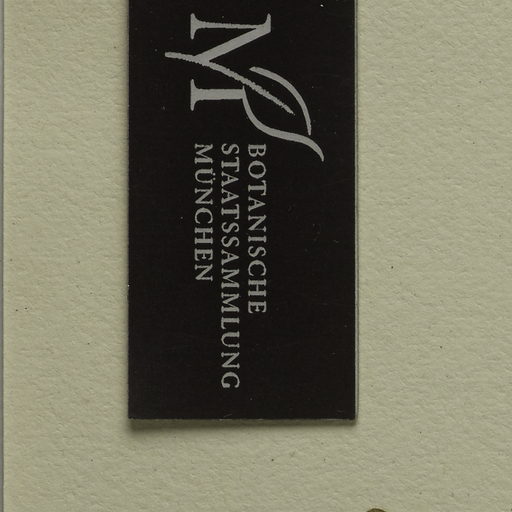 M
BOTANISCHE
STAATSSAMMLUNG
MÜNCHEN